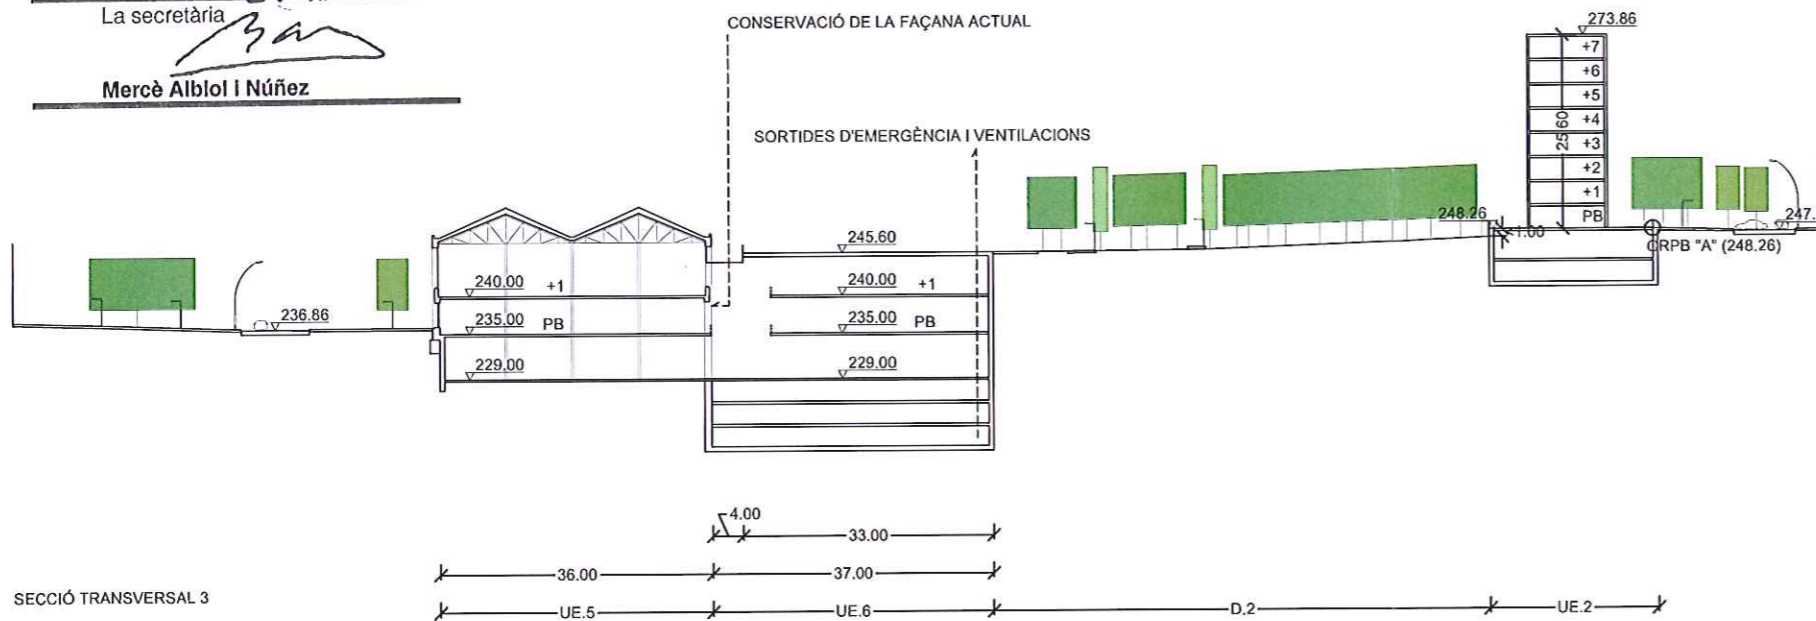 La secretària
Mercè Albiol i Núñez
CONSERVACIÓ DE LA FAÇANA ACTUAL
SORTIDES D'EMERGÈNCIA I VENTILACIONS
273.86
+7
+6
+5
+4
+3
+2
+1
PB
25.60
248.26
1.00
247.
CRPB "A" (248.26)
245.60
240.00 +1
240.00 +1
236.86
235.00 PB
235.00 PB
229.00
229.00
4.00
33.00
36.00
37.00
SECCIÓ TRANSVERSAL 3
UE.5
UE.6
D.2
UE.2